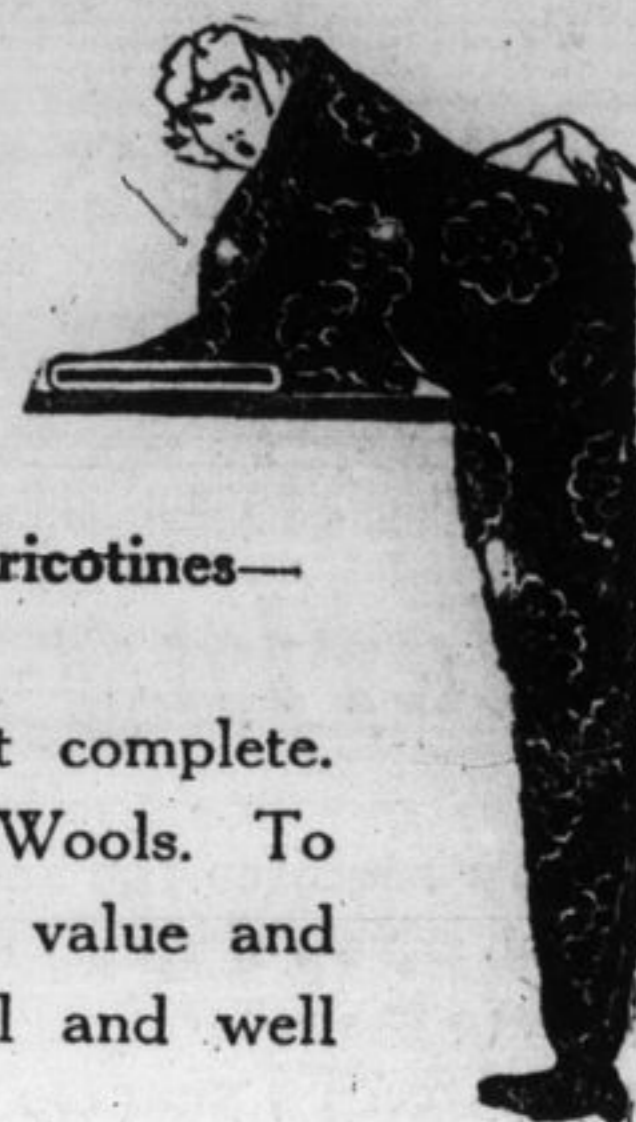 ricotines—
t complete.
Wools. To
value and
l and well